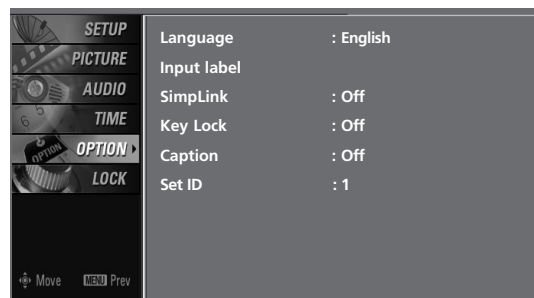 SETUP
PICTURE
AUDIO
TIME
OPTION
LOCK
Move MENU Prev
Language : English
Input label
SimpLink : Off
Key Lock : Off
Caption : Off
Set ID : 1